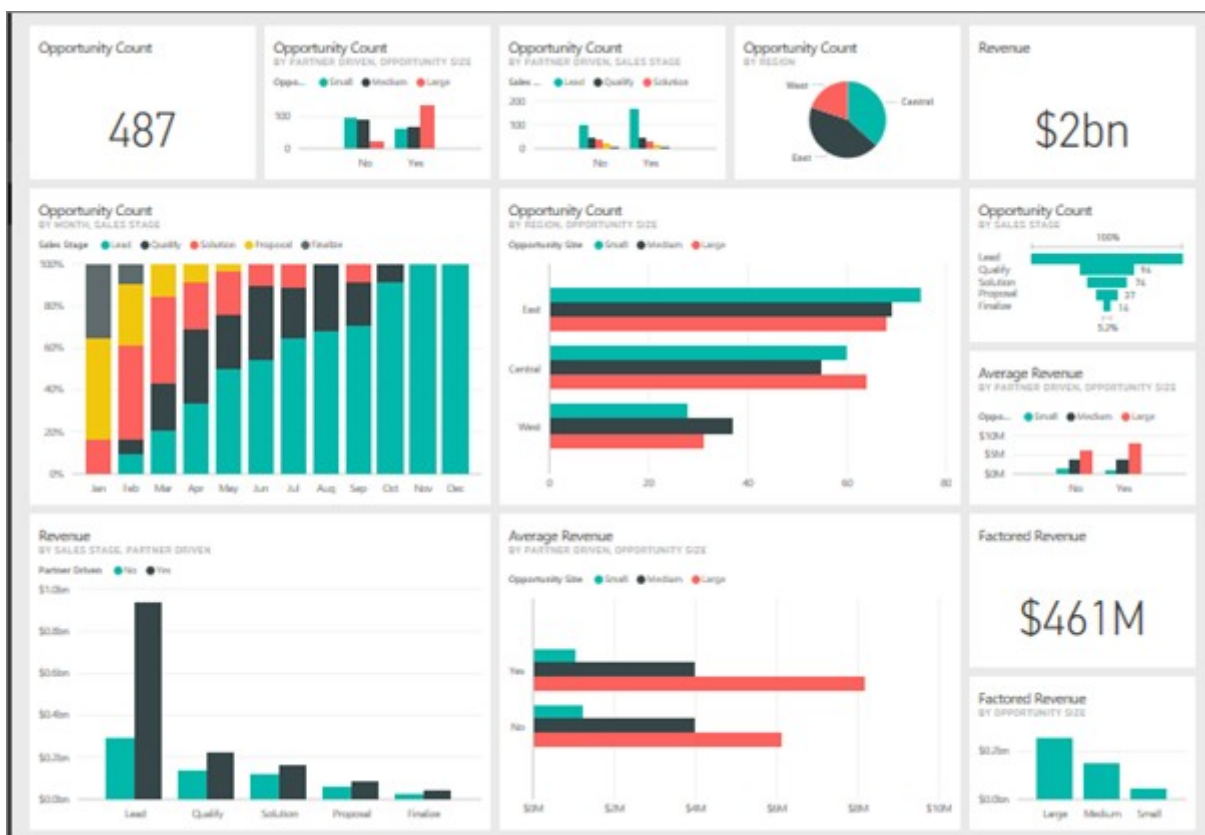 Opportunity Count
487
Opportunity Count
BY PARTNER DRIVEN, OPPORTUNITY SIZE
Oppo... Small Medium Large
100
0
No Yes
Opportunity Count
BY PARTNER DRIVEN, SALES STAGE
Sales ... Lead Qualify Solution
200
100
0
No Yes
Opportunity Count
BY REGION
West
Central
East
Revenue
$2bn
Opportunity Count
BY MONTH, SALES STAGE
Sales Stage Lead Qualify Solution Proposal Finalize
100%
80%
60%
40%
20%
0%
Jan Feb Mar Apr May Jun Jul Aug Sep Oct Nov Dec
Opportunity Count
BY REGION, OPPORTUNITY SIZE
Opportunity Size Small Medium Large
East
Central
West
0 20 40 60 80
Opportunity Count
BY SALES STAGE
100%
Lead
Qualify 94
Solution 74
Proposal 37
Finalize 14
5.2%
Average Revenue
BY PARTNER DRIVEN, OPPORTUNITY SIZE
Oppo... Small Medium Large
$10M
$5M
$0M
No Yes
Revenue
BY SALES STAGE, PARTNER DRIVEN
Partner Driven No Yes
$1.0bn
$0.8bn
$0.6bn
$0.4bn
$0.2bn
$0.0bn
Lead Qualify Solution Proposal Finalize
Average Revenue
BY PARTNER DRIVEN, OPPORTUNITY SIZE
Opportunity Size Small Medium Large
Yes
No
$0M $2M $4M $6M $8M $10M
Factored Revenue
$461M
Factored Revenue
BY OPPORTUNITY SIZE
$0.2bn
$0.0bn
Large Medium Small